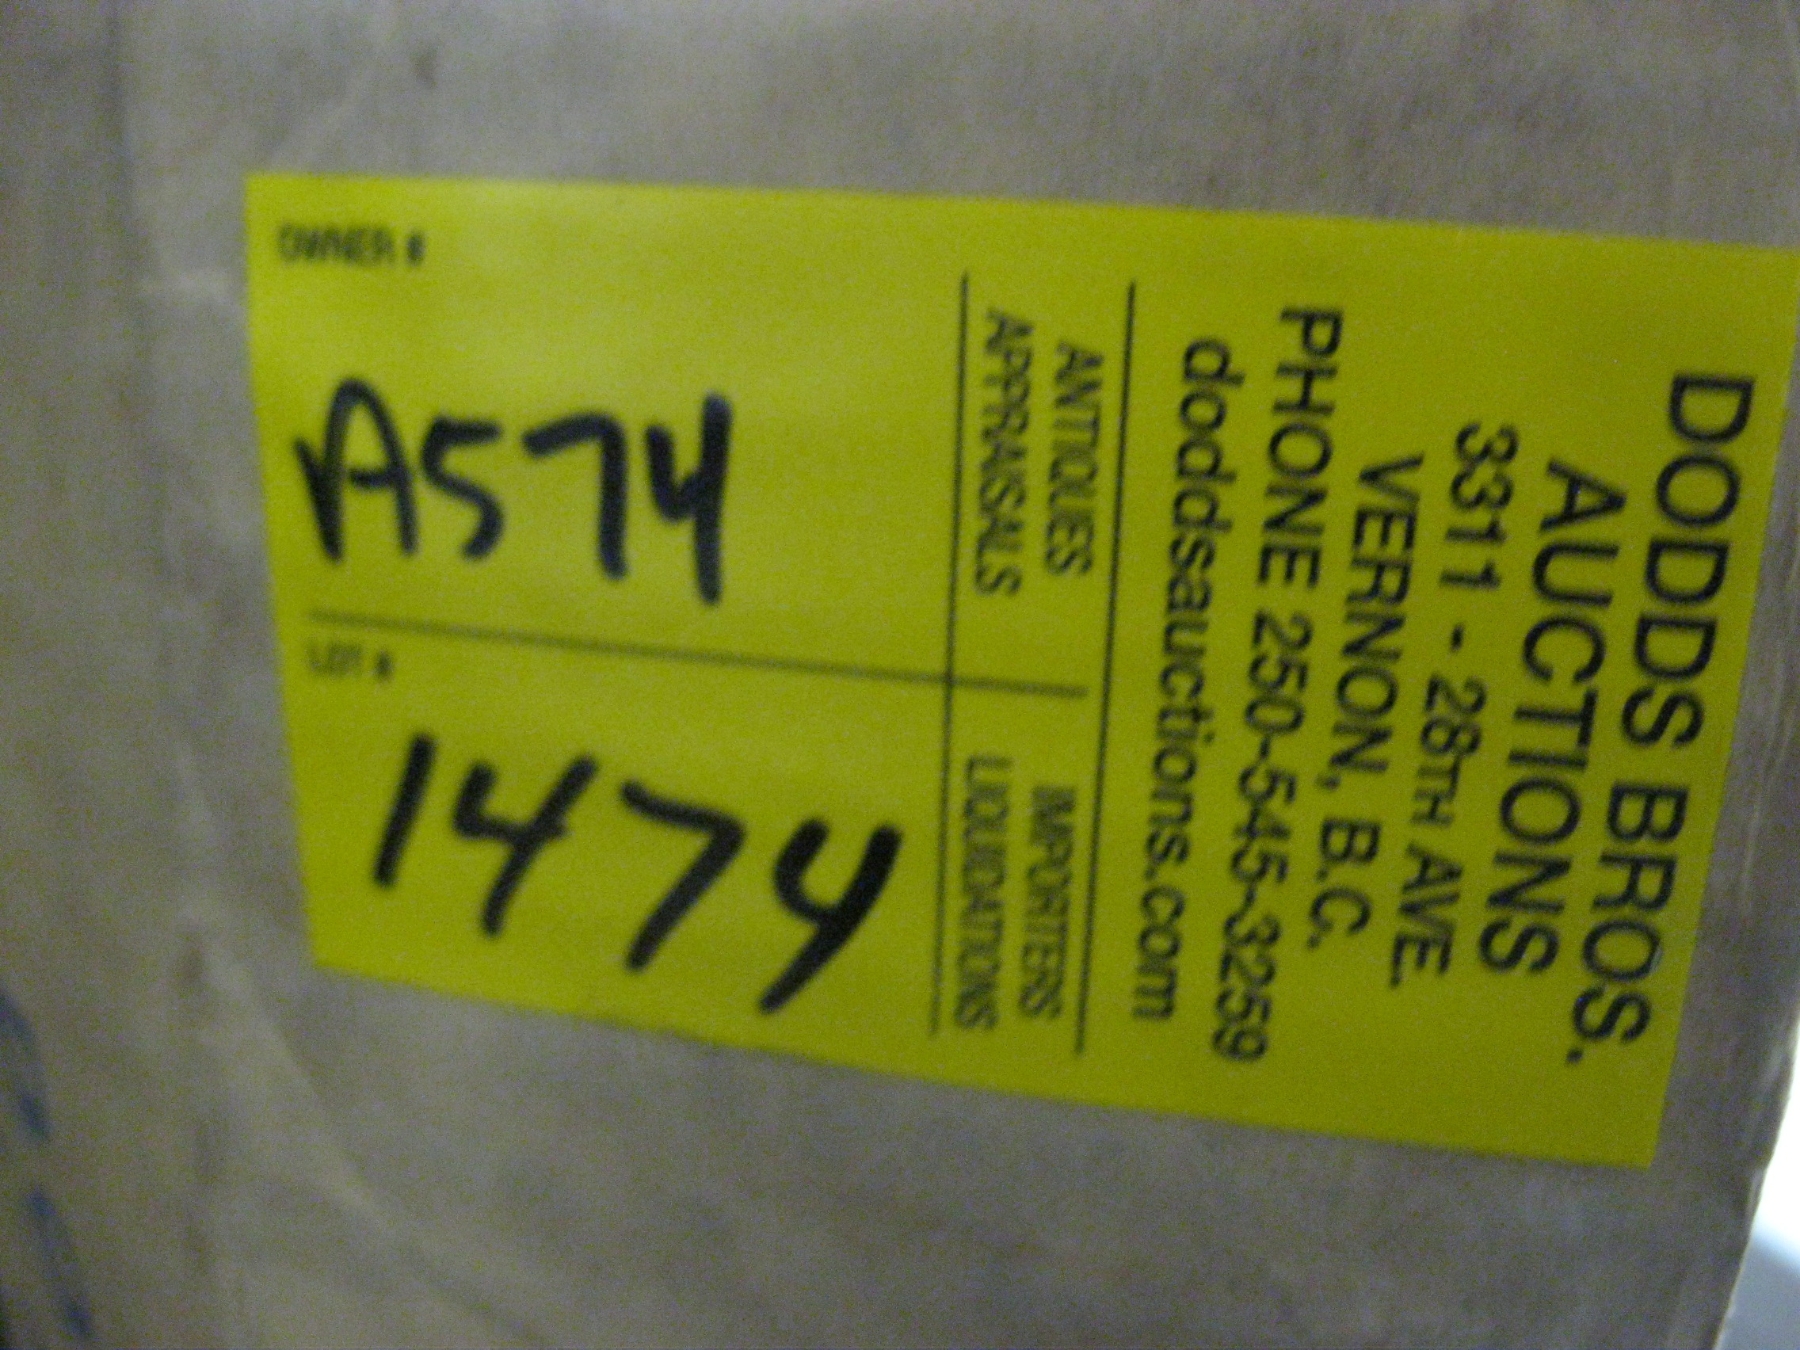 DODDS BROS.
AUCTIONS
3311 - 28TH AVE.
VERNON, B.C.
PHONE 250-545-3259
doddsauctions.com
ANTIQUES
APPRAISALS
IMPORTERS
LIQUIDATIONS
OWNER #
A574
LOT #
1474